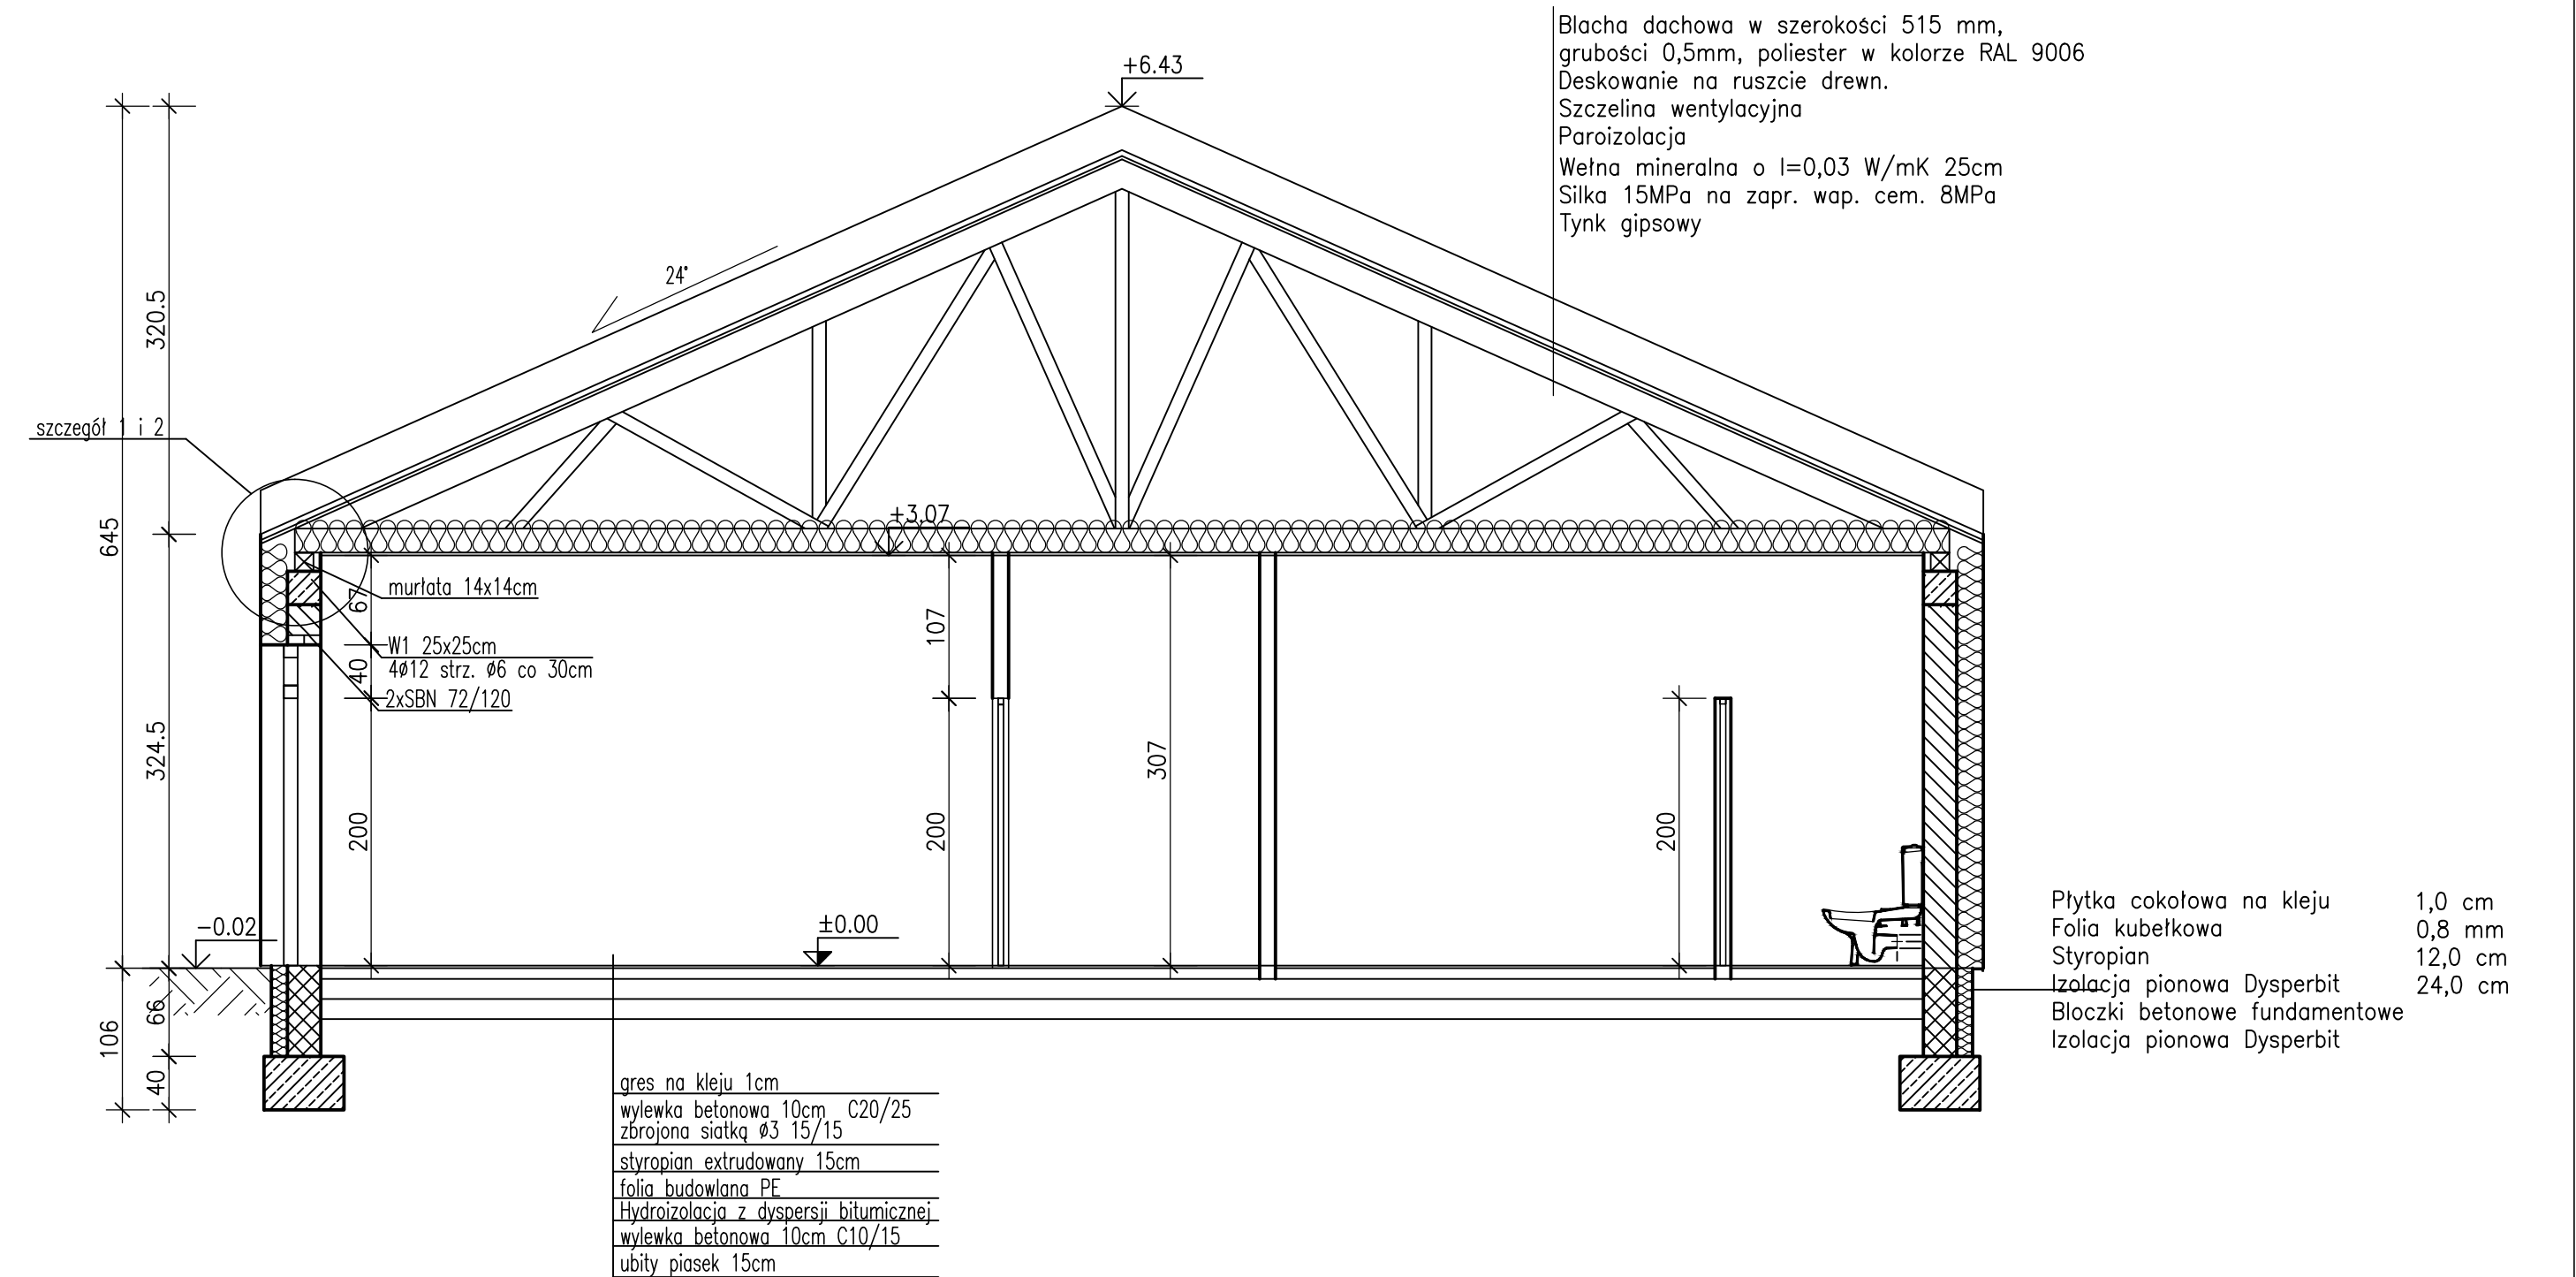 Blacha dachowa w szerokości 515 mm,
grubości 0,5mm, poliester w kolorze RAL 9006
Deskowanie na ruszcie drewn.
Szczelina wentylacyjna
Paroizolacja
Wełna mineralna o l=0,03 W/mK 25cm
Silka 15MPa na zapr. wap. cem. 8MPa
Tynk gipsowy
+6.43
24°
320.5
645
324.5
szczegół 1 i 2
+3,07
murłata 14x14cm
67
W1 25x25cm
4ø12 strz. ø6 co 30cm
40
2xSBN 72/120
200
107
200
307
200
-0.02
±0.00
66
106
40
Płytka cokołowa na kleju 1,0 cm
Folia kubełkowa 0,8 mm
Styropian 12,0 cm
Izolacja pionowa Dysperbit 24,0 cm
Bloczki betonowe fundamentowe
Izolacja pionowa Dysperbit
gres na kleju 1cm
wylewka betonowa 10cm C20/25
zbrojona siatką ø3 15/15
styropian extrudowany 15cm
folia budowlana PE
Hydroizolacja z dyspersji bitumicznej
wylewka betonowa 10cm C10/15
ubity piasek 15cm